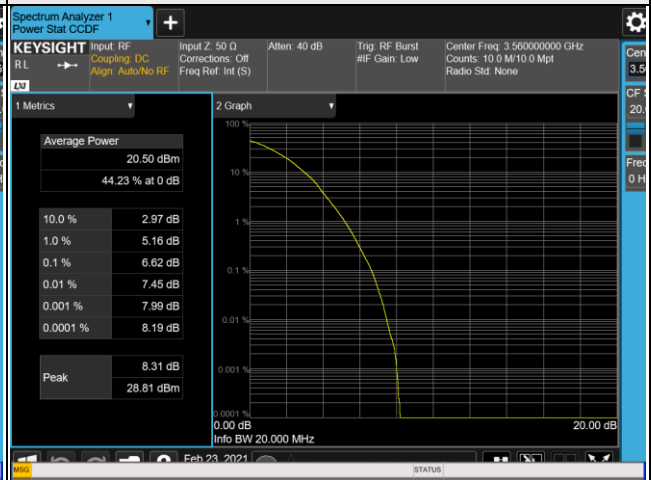 Spectrum Analyzer 1
Power Stat CCDF
KEYSIGHT
RL
LXI
Input: RF
Coupling: DC
Align: Auto/No RF
Input Z: 50 Ω
Corrections: Off
Freq Ref: Int (S)
Atten: 40 dB
Trig: RF Burst
#IF Gain: Low
Center Freq: 3.560000000 GHz
Counts: 10.0 M/10.0 Mpt
Radio Std: None
1 Metrics
Average Power
20.50 dBm
44.23 % at 0 dB
10.0 % 2.97 dB
1.0 % 5.16 dB
0.1 % 6.62 dB
0.01 % 7.45 dB
0.001 % 7.99 dB
0.0001 % 8.19 dB
Peak
8.31 dB
28.81 dBm
2 Graph
100 %
10 %
1 %
0.1 %
0.01 %
0.001 %
0.0001 %
0.00 dB
20.00 dB
Info BW 20.000 MHz
Feb 23, 2021
MSG
STATUS